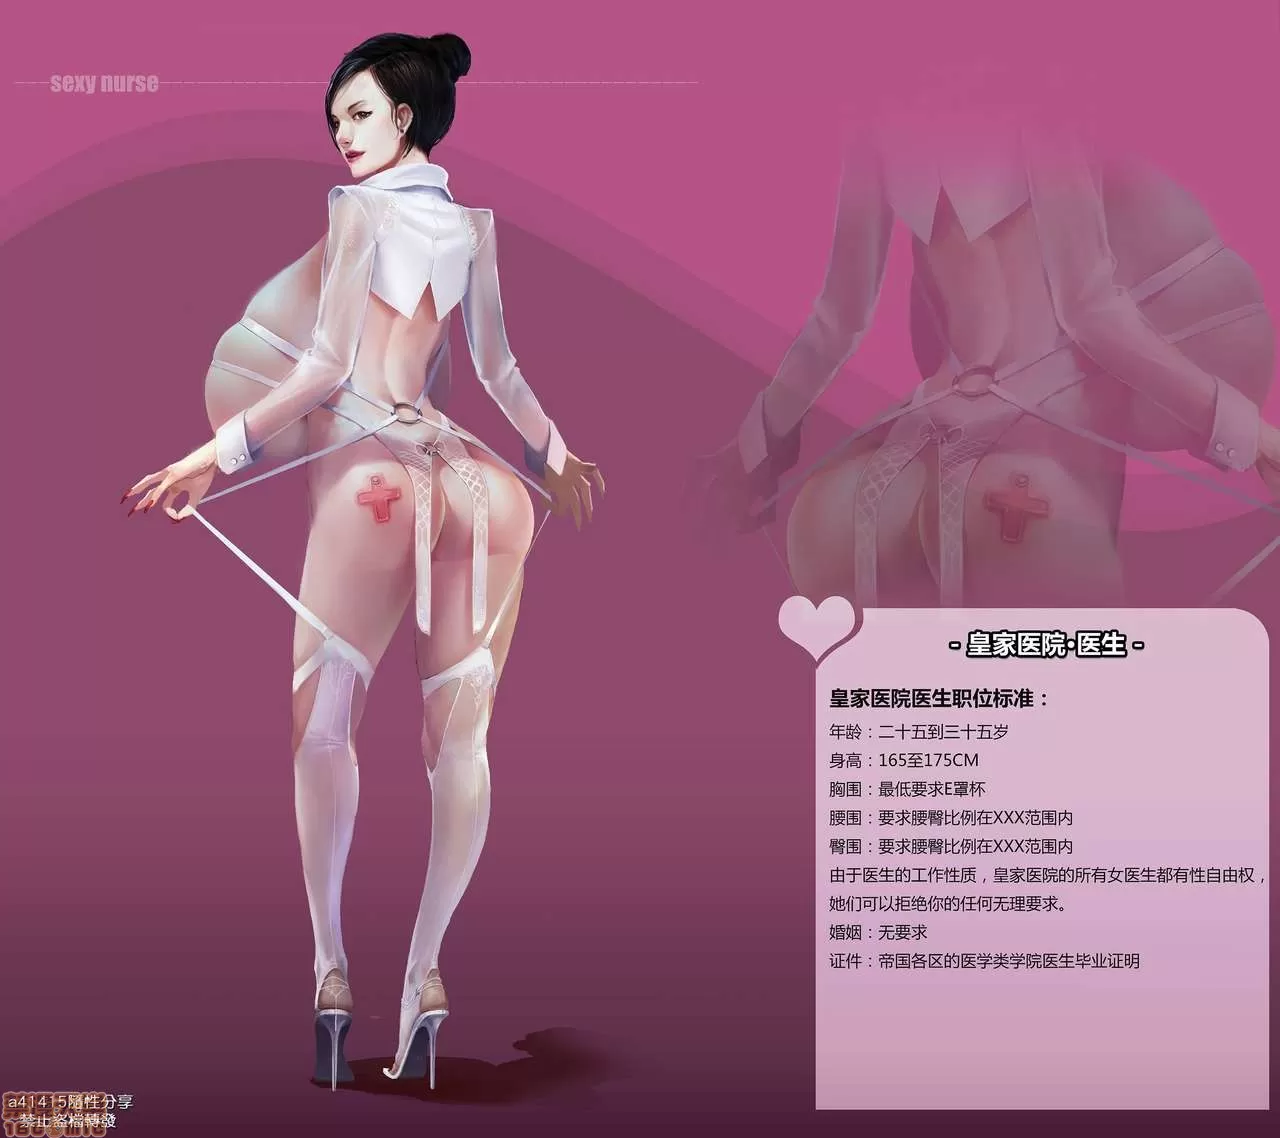 sexy nurse
- 皇家医院·医生 -
皇家医院医生职位标准：
年龄：二十五到三十五岁
身高：165至175CM
胸围：最低要求E罩杯
腰围：要求腰臀比例在XXX范围内
臀围：要求腰臀比例在XXX范围内
由于医生的工作性质，皇家医院的所有女医生都有性自由权，
她们可以拒绝你的任何无理要求。
婚姻：无要求
证件：帝国各区的医学类学院医生毕业证明
a41415隨性分享
禁止盗檔轉發